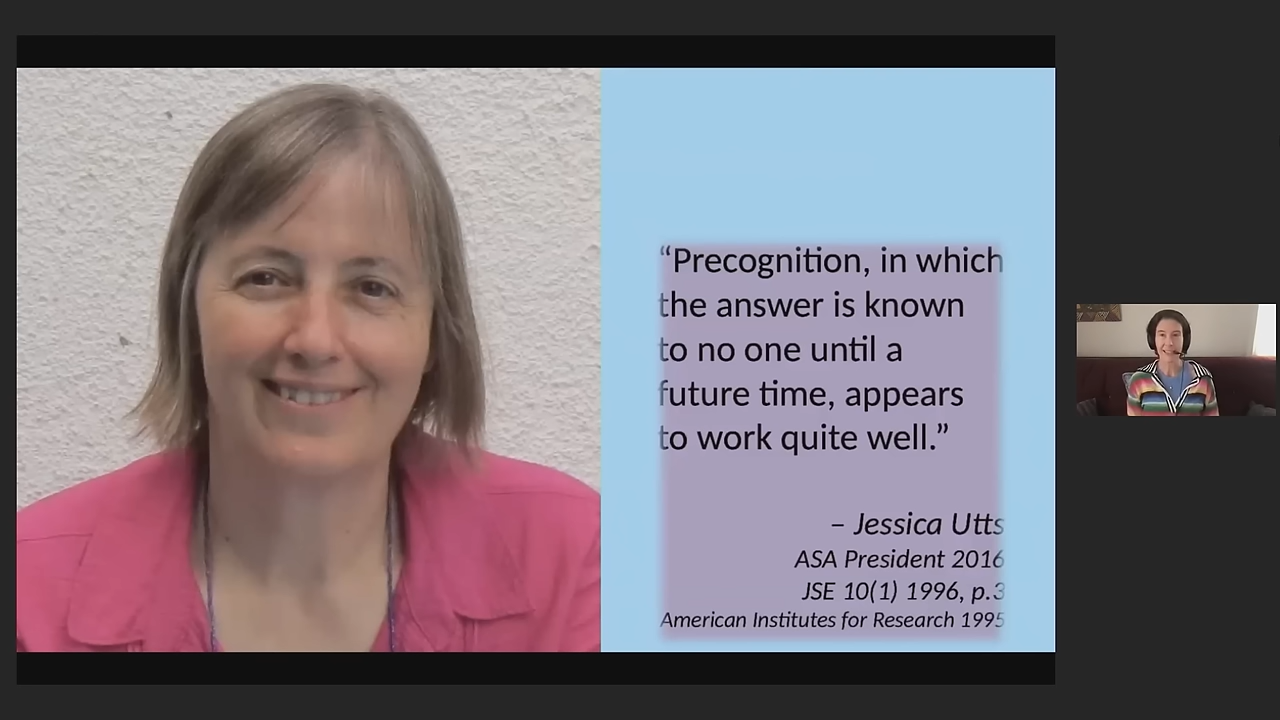 “Precognition, in which
the answer is known
to no one until a
future time, appears
to work quite well.”
– Jessica Utts
ASA President 2016
JSE 10(1) 1996, p.3
American Institutes for Research 1995